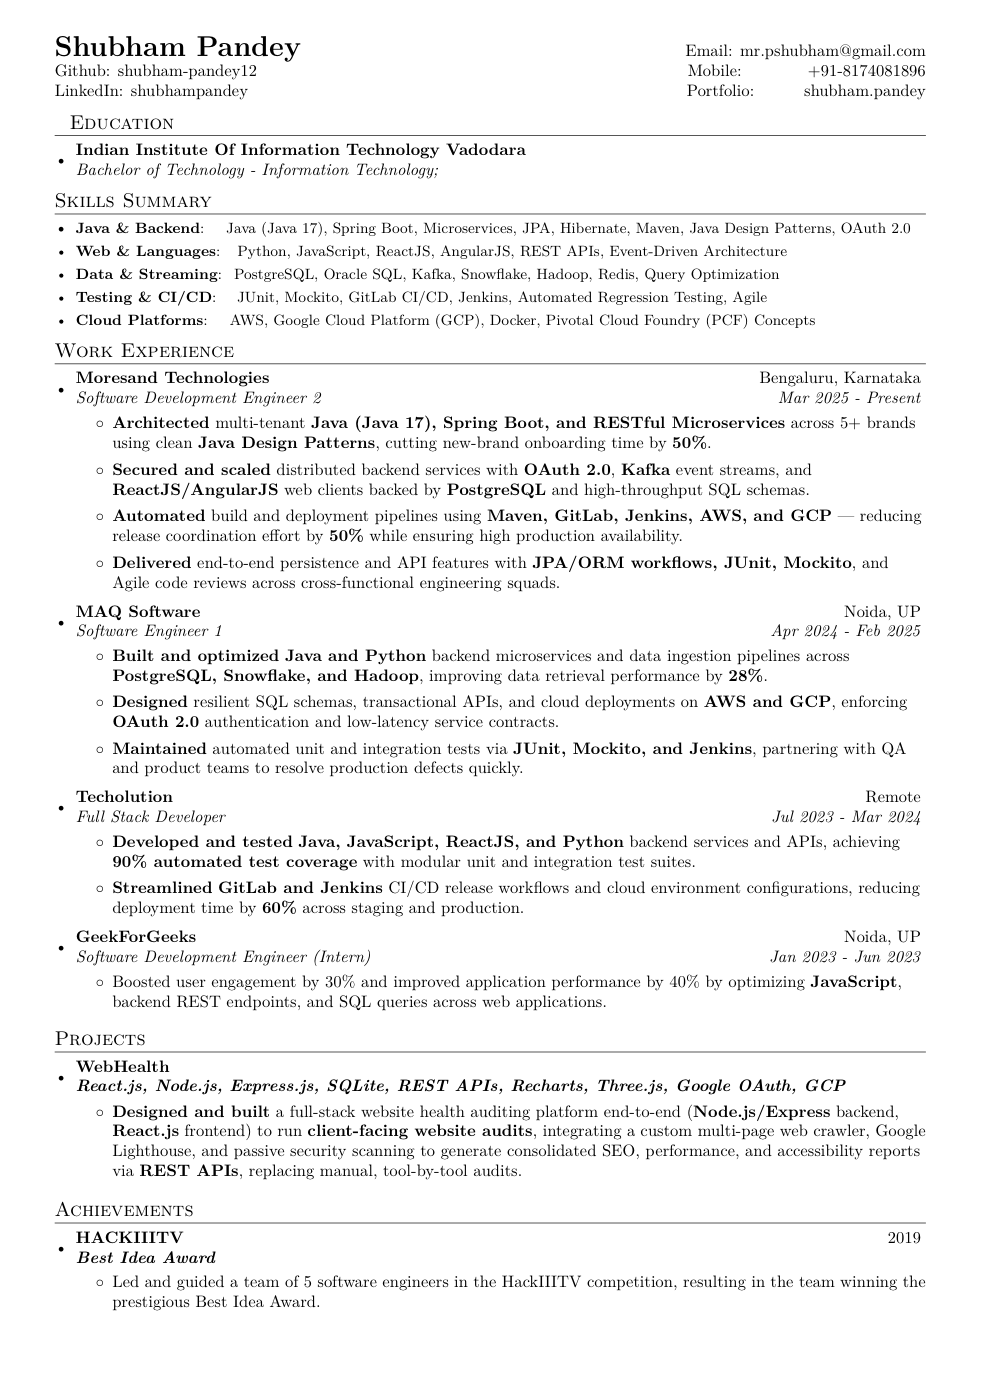 Shubham Pandey
Github: shubham-pandey12
LinkedIn: shubhampandey
Email: mr.pshubham@gmail.com
Mobile: +91-8174081896
Portfolio: shubham.pandey
Education
• Indian Institute Of Information Technology Vadodara
Bachelor of Technology - Information Technology;
Skills Summary
• Java & Backend: Java (Java 17), Spring Boot, Microservices, JPA, Hibernate, Maven, Java Design Patterns, OAuth 2.0
• Web & Languages: Python, JavaScript, ReactJS, AngularJS, REST APIs, Event-Driven Architecture
• Data & Streaming: PostgreSQL, Oracle SQL, Kafka, Snowflake, Hadoop, Redis, Query Optimization
• Testing & CI/CD: JUnit, Mockito, GitLab CI/CD, Jenkins, Automated Regression Testing, Agile
• Cloud Platforms: AWS, Google Cloud Platform (GCP), Docker, Pivotal Cloud Foundry (PCF) Concepts
Work Experience
• Moresand Technologies Bengaluru, Karnataka
Software Development Engineer 2 Mar 2025 - Present
◦ Architected multi-tenant Java (Java 17), Spring Boot, and RESTful Microservices across 5+ brands
using clean Java Design Patterns, cutting new-brand onboarding time by 50%.
◦ Secured and scaled distributed backend services with OAuth 2.0, Kafka event streams, and
ReactJS/AngularJS web clients backed by PostgreSQL and high-throughput SQL schemas.
◦ Automated build and deployment pipelines using Maven, GitLab, Jenkins, AWS, and GCP — reducing
release coordination effort by 50% while ensuring high production availability.
◦ Delivered end-to-end persistence and API features with JPA/ORM workflows, JUnit, Mockito, and
Agile code reviews across cross-functional engineering squads.
• MAQ Software Noida, UP
Software Engineer 1 Apr 2024 - Feb 2025
◦ Built and optimized Java and Python backend microservices and data ingestion pipelines across
PostgreSQL, Snowflake, and Hadoop, improving data retrieval performance by 28%.
◦ Designed resilient SQL schemas, transactional APIs, and cloud deployments on AWS and GCP, enforcing
OAuth 2.0 authentication and low-latency service contracts.
◦ Maintained automated unit and integration tests via JUnit, Mockito, and Jenkins, partnering with QA
and product teams to resolve production defects quickly.
• Techolution Remote
Full Stack Developer Jul 2023 - Mar 2024
◦ Developed and tested Java, JavaScript, ReactJS, and Python backend services and APIs, achieving
90% automated test coverage with modular unit and integration test suites.
◦ Streamlined GitLab and Jenkins CI/CD release workflows and cloud environment configurations, reducing
deployment time by 60% across staging and production.
• GeekForGeeks Noida, UP
Software Development Engineer (Intern) Jan 2023 - Jun 2023
◦ Boosted user engagement by 30% and improved application performance by 40% by optimizing JavaScript,
backend REST endpoints, and SQL queries across web applications.
Projects
• WebHealth
React.js, Node.js, Express.js, SQLite, REST APIs, Recharts, Three.js, Google OAuth, GCP
◦ Designed and built a full-stack website health auditing platform end-to-end (Node.js/Express backend,
React.js frontend) to run client-facing website audits, integrating a custom multi-page web crawler, Google
Lighthouse, and passive security scanning to generate consolidated SEO, performance, and accessibility reports
via REST APIs, replacing manual, tool-by-tool audits.
Achievements
• HACKIIITV 2019
Best Idea Award
◦ Led and guided a team of 5 software engineers in the HackIIITV competition, resulting in the team winning the
prestigious Best Idea Award.